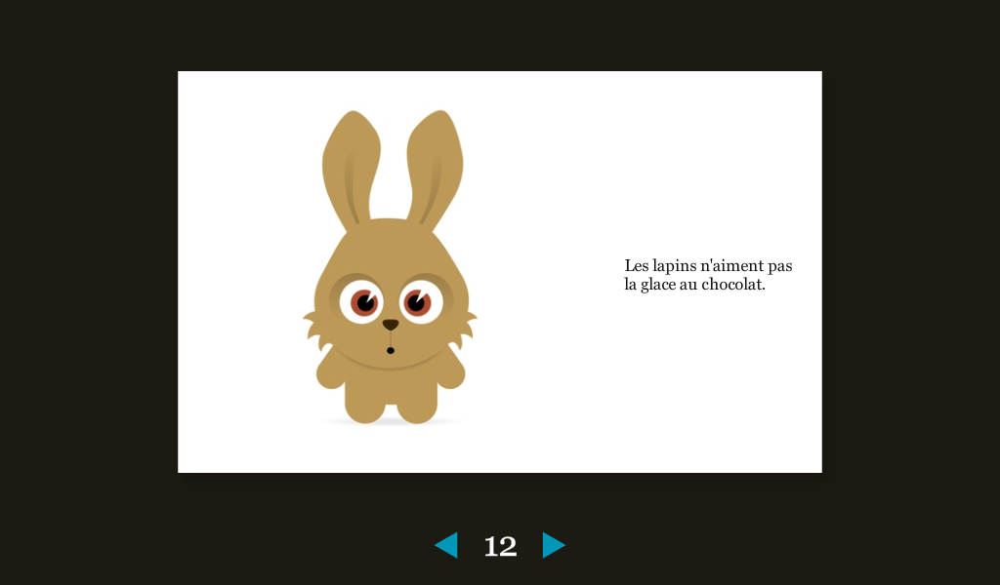 Les lapins n'aiment pas
la glace au chocolat.
12